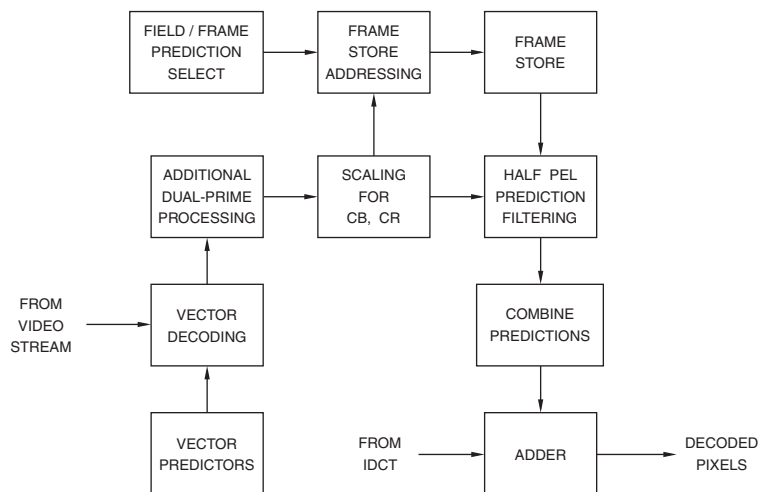 FIELD / FRAME
PREDICTION
SELECT
FRAME
STORE
ADDRESSING
FRAME
STORE
ADDITIONAL
DUAL-PRIME
PROCESSING
SCALING
FOR
CB, CR
HALF PEL
PREDICTION
FILTERING
FROM
VIDEO
STREAM
VECTOR
DECODING
COMBINE
PREDICTIONS
VECTOR
PREDICTORS
FROM
IDCT
ADDER
DECODED
PIXELS